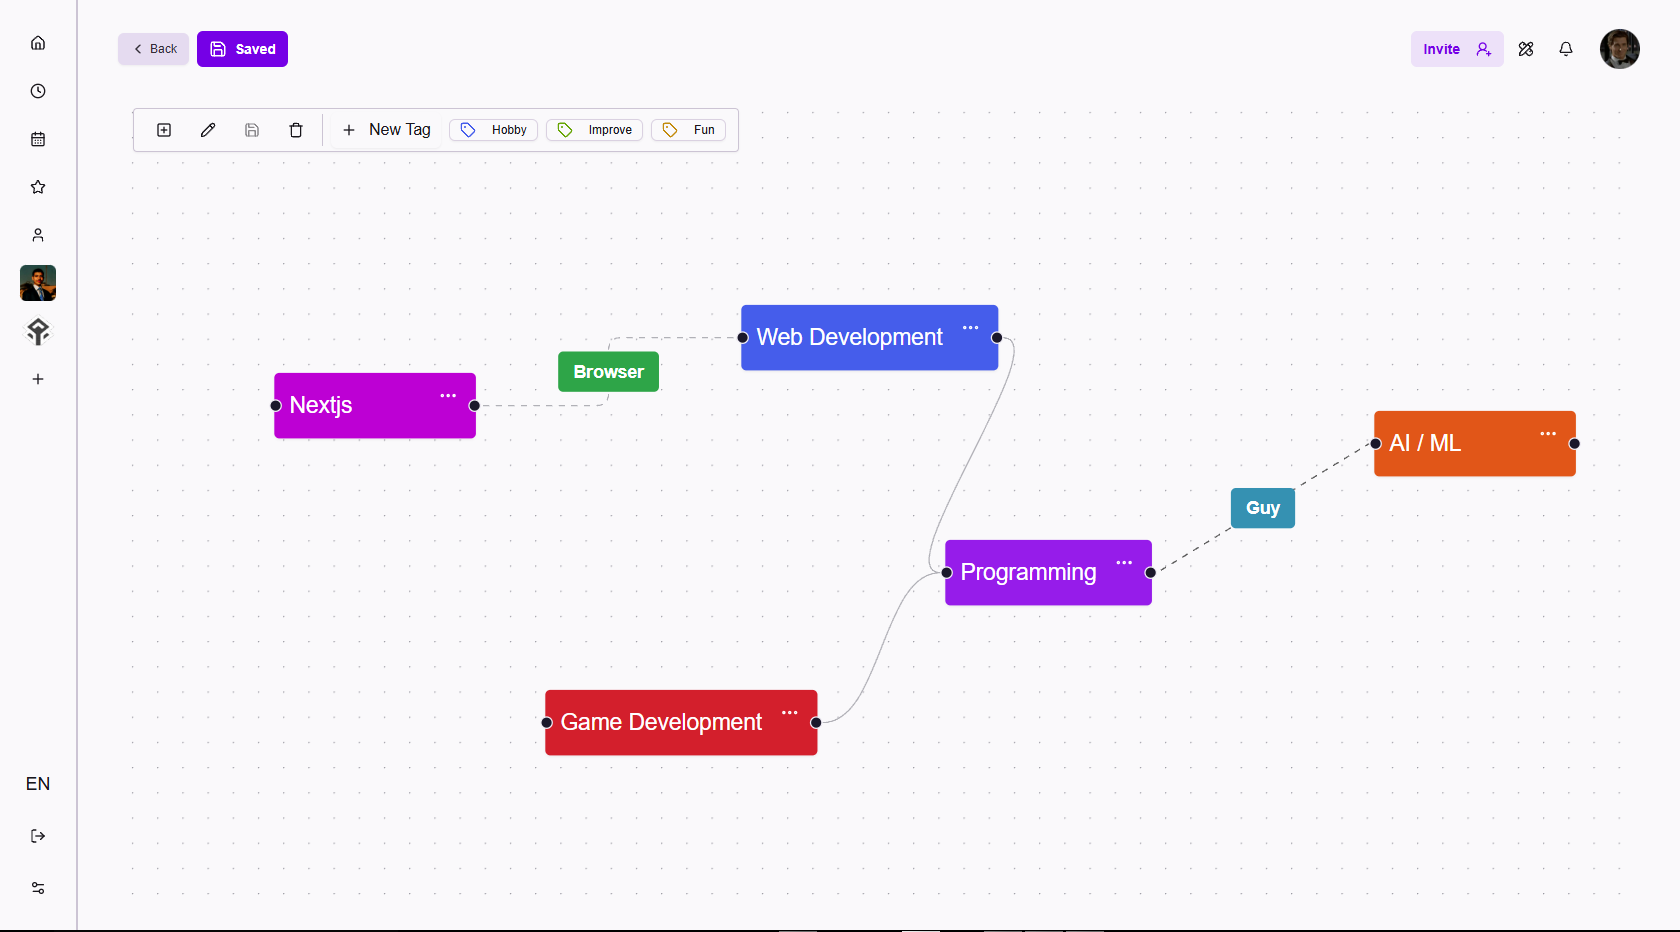 Back
Saved
Invite
New Tag
Hobby
Improve
Fun
Web Development
Browser
Nextjs
AI / ML
Guy
Programming
Game Development
EN